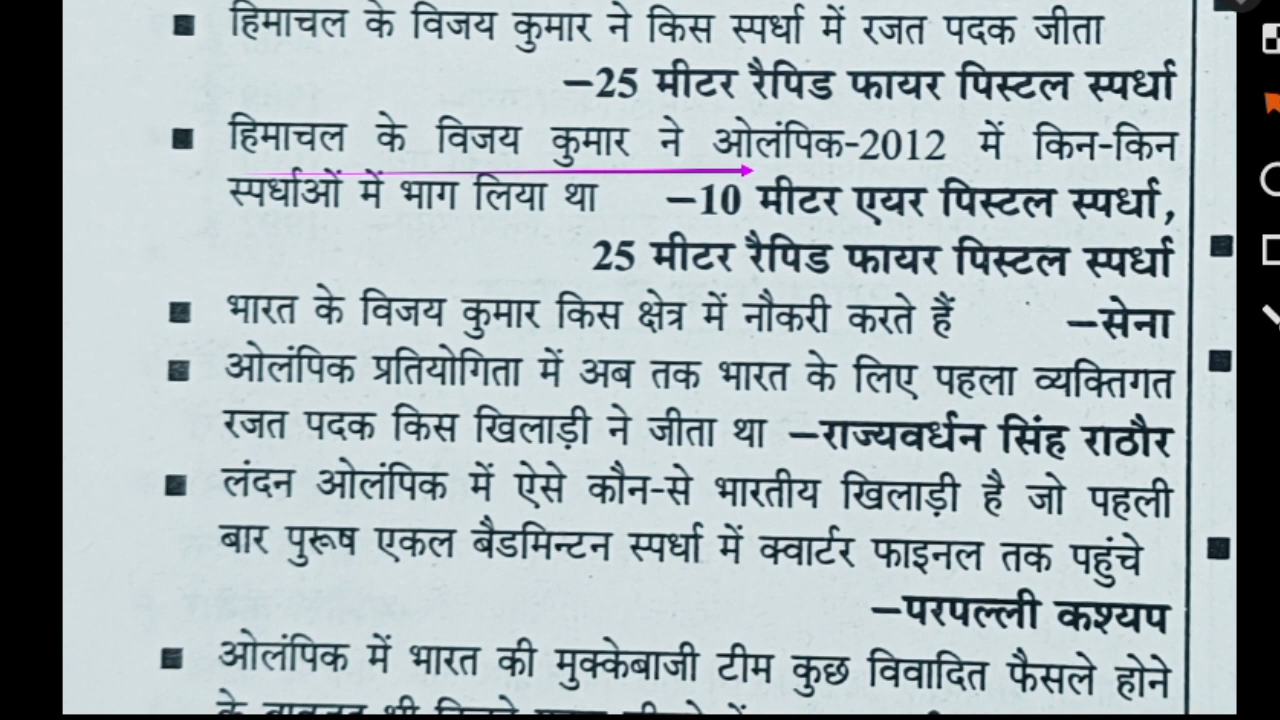 ▪ हिमाचल के विजय कुमार ने किस स्पर्धा में रजत पदक जीता
–25 मीटर रैपिड फायर पिस्टल स्पर्धा
▪ हिमाचल के विजय कुमार ने ओलंपिक-2012 में किन-किन
स्पर्धाओं में भाग लिया था –10 मीटर एयर पिस्टल स्पर्धा,
25 मीटर रैपिड फायर पिस्टल स्पर्धा
▪ भारत के विजय कुमार किस क्षेत्र में नौकरी करते हैं –सेना
▪ ओलंपिक प्रतियोगिता में अब तक भारत के लिए पहला व्यक्तिगत
रजत पदक किस खिलाड़ी ने जीता था –राज्यवर्धन सिंह राठौर
▪ लंदन ओलंपिक में ऐसे कौन-से भारतीय खिलाड़ी है जो पहली
बार पुरूष एकल बैडमिन्टन स्पर्धा में क्वार्टर फाइनल तक पहुंचे
–परपल्ली कश्यप
▪ ओलंपिक में भारत की मुक्केबाजी टीम कुछ विवादित फैसले होने